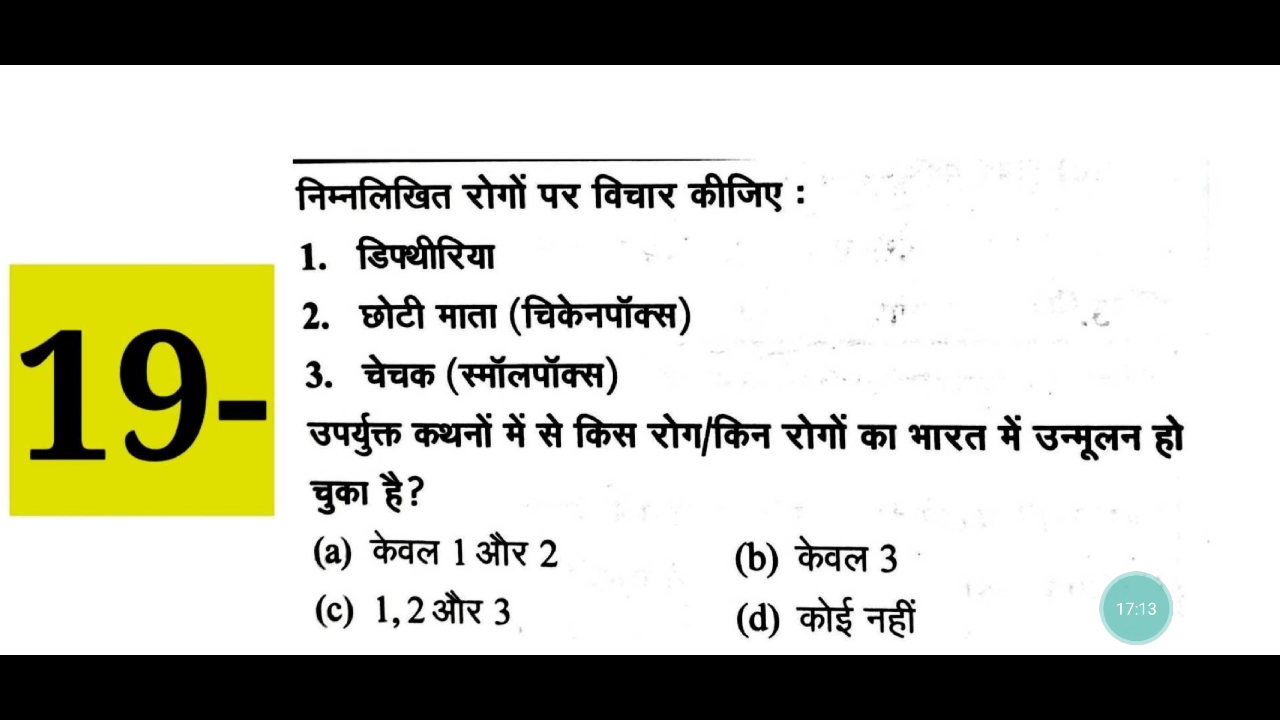 19-
निम्नलिखित रोगों पर विचार कीजिए :
1. डिफ्थीरिया
2. छोटी माता (चिकेनपॉक्स)
3. चेचक (स्मॉलपॉक्स)
उपर्युक्त कथनों में से किस रोग/किन रोगों का भारत में उन्मूलन हो
चुका है?
(a) केवल 1 और 2 (b) केवल 3
(c) 1, 2 और 3 (d) कोई नहीं
17:13